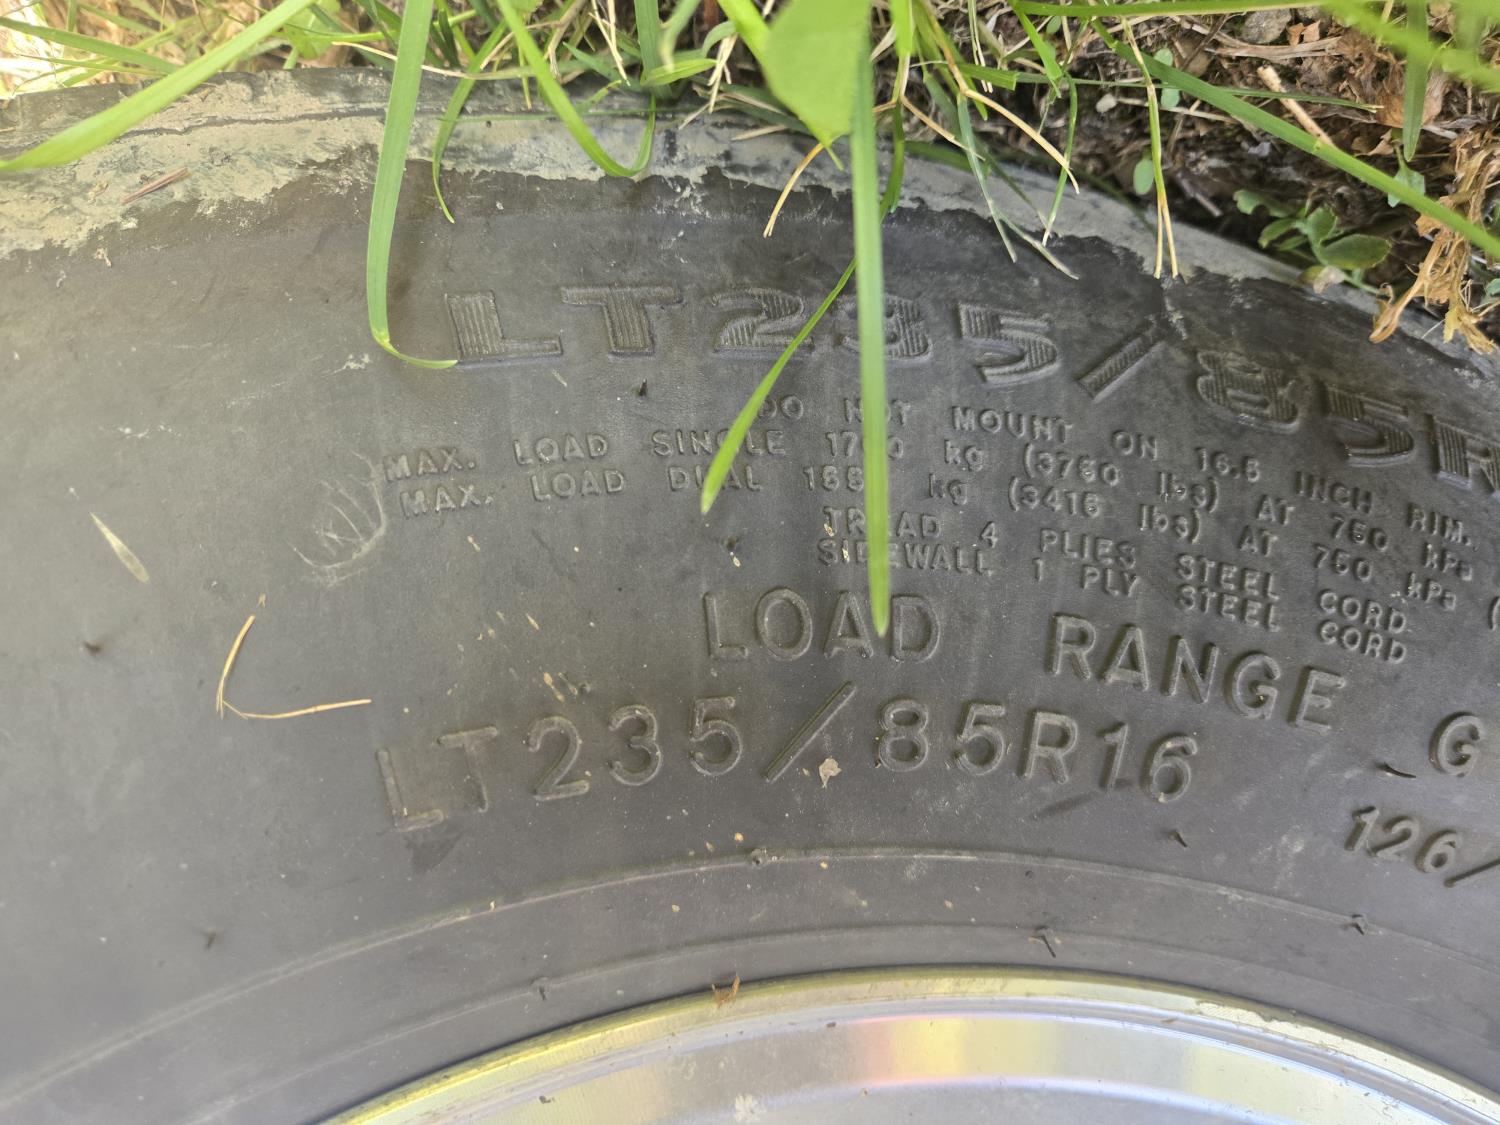 LT235/85R
DO NOT MOUNT ON 16.5 INCH RIM.
MAX. LOAD SINGLE kg (3750 lbs) AT 750 kPa
MAX. LOAD DUAL kg (3415 lbs) AT 750 kPa (
TREAD 4 PLIES STEEL CORD
SIDEWALL 1 PLY STEEL CORD
LOAD RANGE G
LT235/85R16
126/